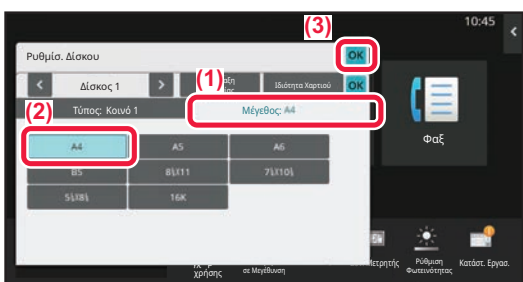 10:45
(3)
Ρυθμίσ. Δίσκου
OK
Δίσκος 1
(1)
Ιδιότητα Χαρτιού
OK
(2)
Τύπος: Κοινό 1
Μέγεθος: A4
A4
A5
A6
B5
8½X11
7¼X10½
5½X8½
16K
Φαξ
χρήσης
σε Μεγέθυνση
Μετρητής
Ρύθμιση
Φωτεινότητας
Κατάστ. Εργασ.